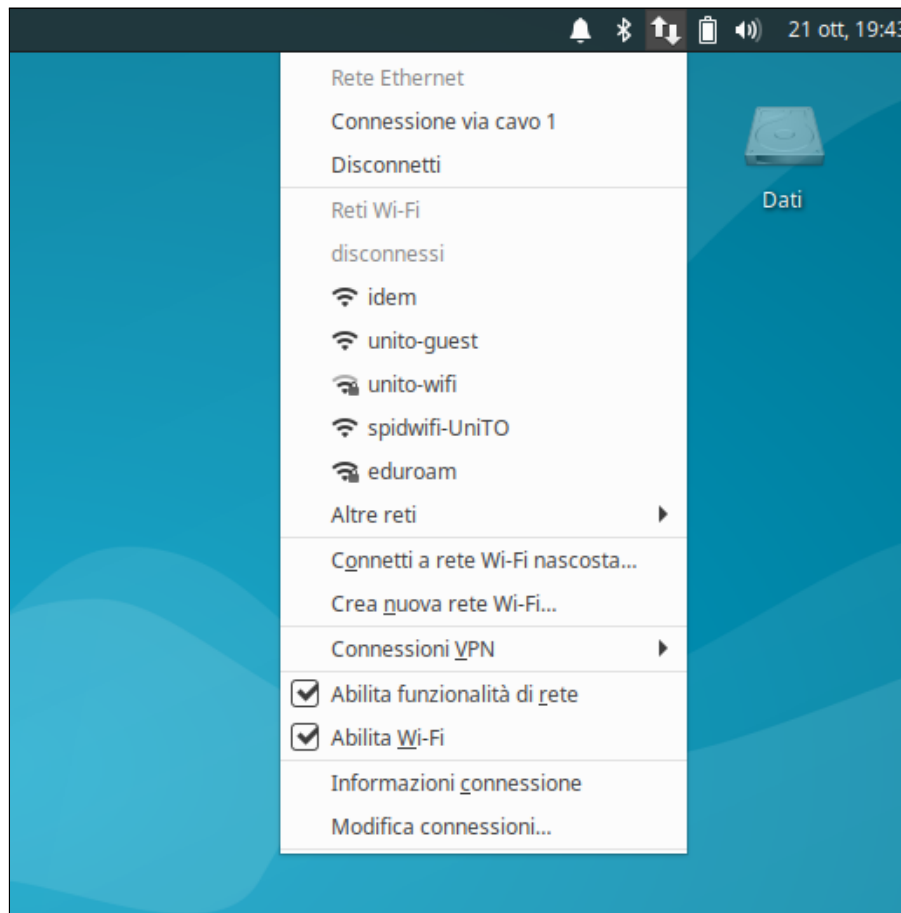 21 ott, 19:43
Rete Ethernet
Connessione via cavo 1
Disconnetti
Dati
Reti Wi-Fi
disconnessi
idem
unito-guest
unito-wifi
spidwifi-UniTO
eduroam
Altre reti
Connetti a rete Wi-Fi nascosta...
Crea nuova rete Wi-Fi...
Connessioni VPN
Abilita funzionalità di rete
Abilita Wi-Fi
Informazioni connessione
Modifica connessioni...